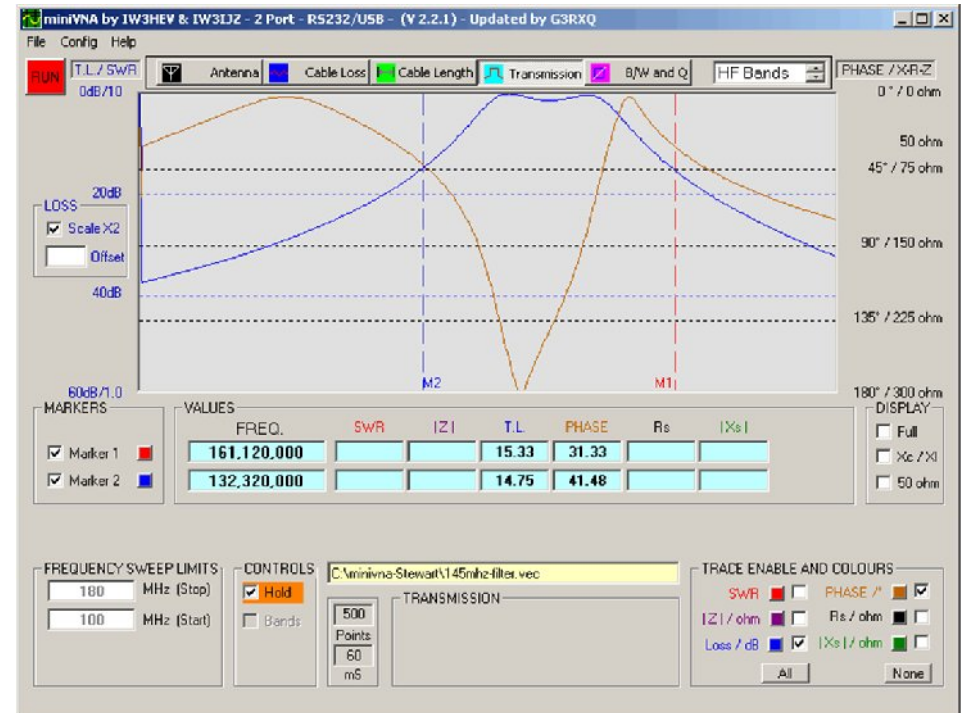 miniVNA by IW3HEV & IW3IJZ - 2 Port - RS232/USB - (V 2.2.1) - Updated by G3RXQ
File Config Help
RUN T.L./ SWR Antenna Cable Loss Cable Length Transmission B/W and Q HF Bands PHASE / X-R-Z
0dB/10 0 ° / 0 ohm
50 ohm
45° / 75 ohm
20dB
LOSS
Scale X2
Offset
90° / 150 ohm
40dB
135° / 225 ohm
M2 M1
60dB/1.0 180° / 300 ohm
MARKERS VALUES DISPLAY
FREQ. SWR |Z| T.L. PHASE Rs |Xs| Full
Marker 1 161,120,000 15.33 31.33 Xc / Xl
Marker 2 132,320,000 14.75 41.48 50 ohm
FREQUENCY SWEEP LIMITS CONTROLS C:\minivna-Stewart\145mhz-filter.vec TRACE ENABLE AND COLOURS
180 MHz (Stop) Hold TRANSMISSION SWR PHASE /°
100 MHz (Start) Bands 500 |Z| / ohm Rs / ohm
Points Loss / dB |Xs| / ohm
60
mS All None